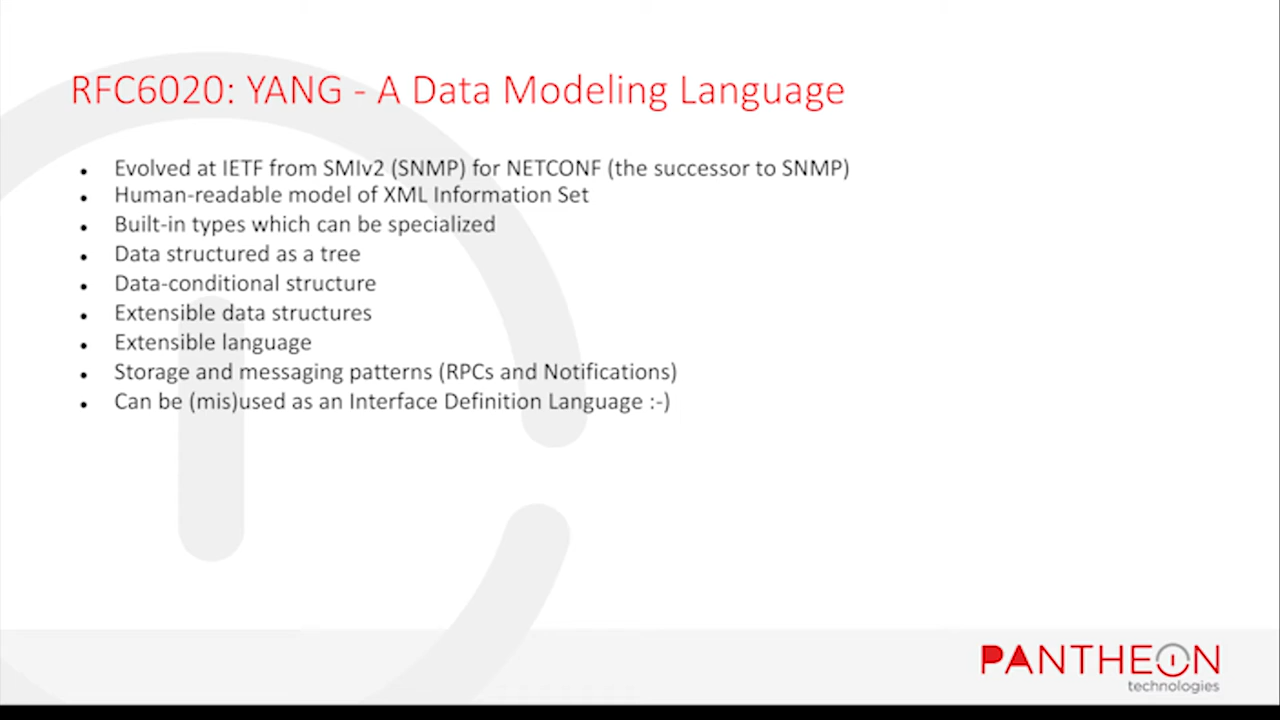 RFC6020: YANG - A Data Modeling Language
• Evolved at IETF from SMIv2 (SNMP) for NETCONF (the successor to SNMP)
• Human-readable model of XML Information Set
• Built-in types which can be specialized
• Data structured as a tree
• Data-conditional structure
• Extensible data structures
• Extensible language
• Storage and messaging patterns (RPCs and Notifications)
• Can be (mis)used as an Interface Definition Language :-)
PANTHEON
technologies